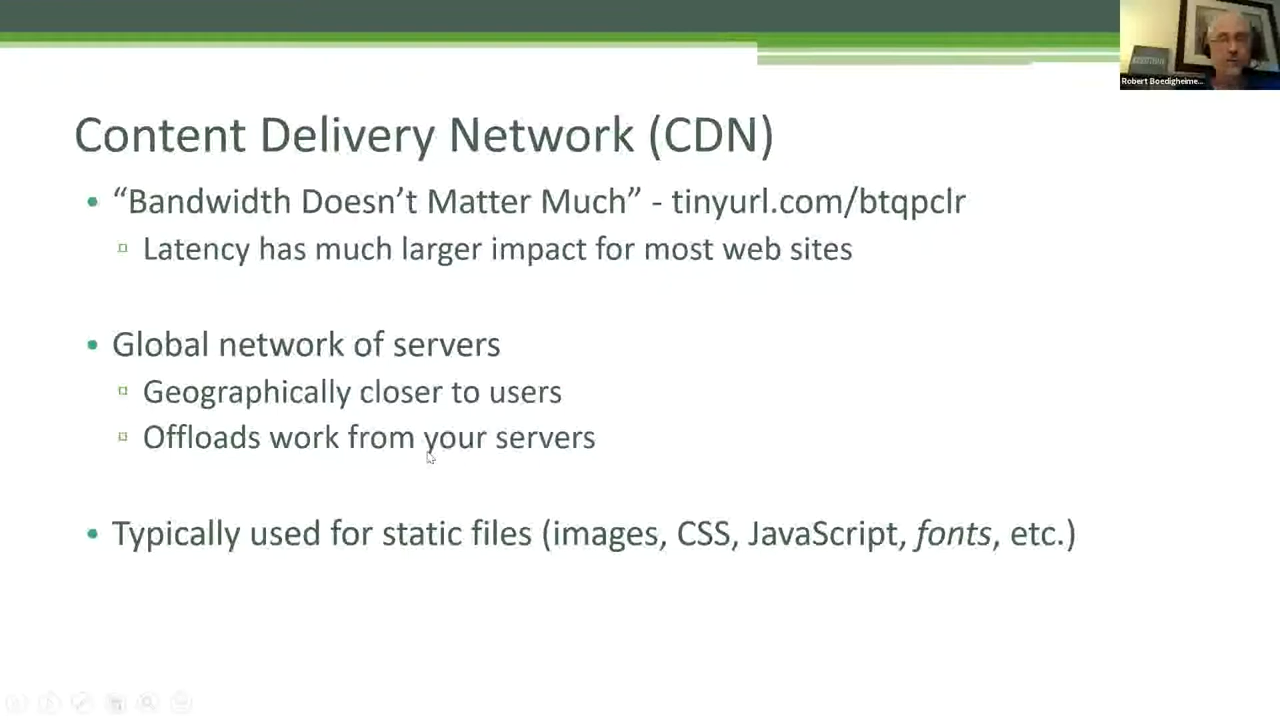 Robert Boedigheime...
Content Delivery Network (CDN)
• “Bandwidth Doesn’t Matter Much” - tinyurl.com/btqpclr
▫ Latency has much larger impact for most web sites
• Global network of servers
▫ Geographically closer to users
▫ Offloads work from your servers
• Typically used for static files (images, CSS, JavaScript, fonts, etc.)